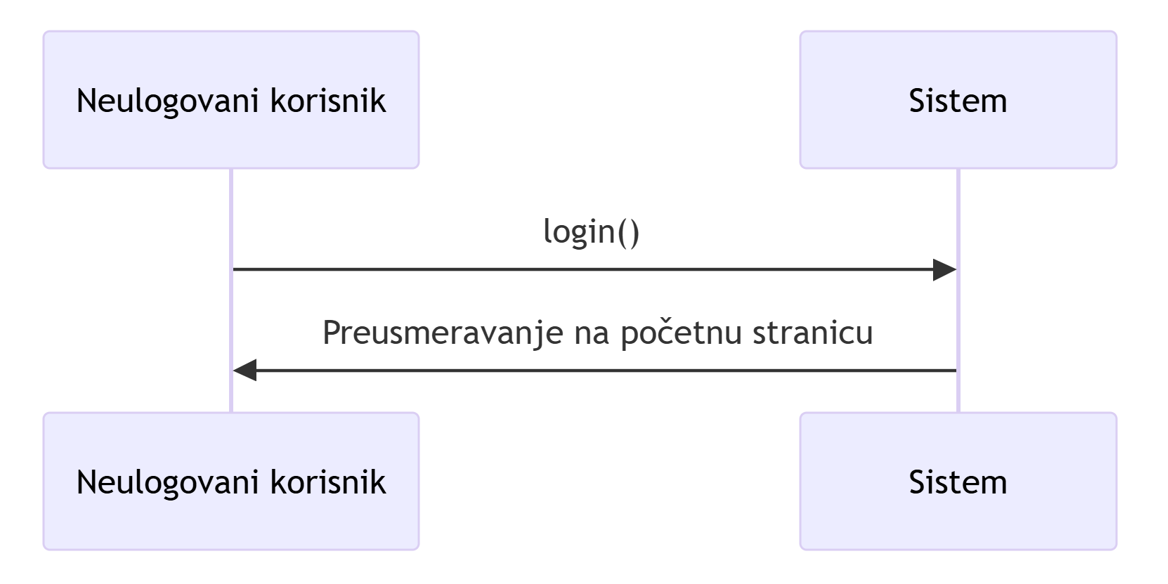 Neulogovani korisnik
Sistem
login()
Preusmeravanje na početnu stranicu
Neulogovani korisnik
Sistem